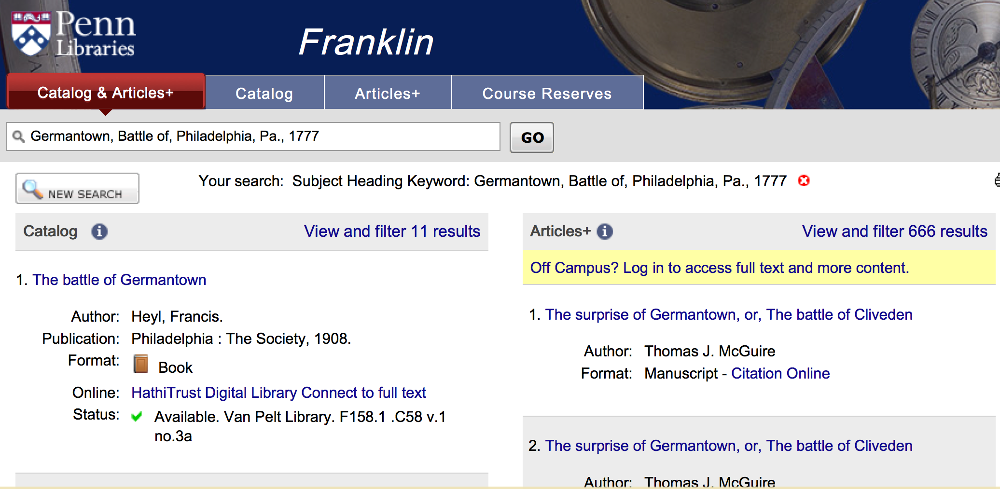 Penn
Libraries
Franklin
Catalog & Articles+
Catalog
Articles+
Course Reserves
Germantown, Battle of, Philadelphia, Pa., 1777
GO
NEW SEARCH
Your search: Subject Heading Keyword: Germantown, Battle of, Philadelphia, Pa., 1777
Catalog
View and filter 11 results
1. The battle of Germantown
Author: Heyl, Francis.
Publication: Philadelphia : The Society, 1908.
Format: Book
Online: HathiTrust Digital Library Connect to full text
Status: Available. Van Pelt Library. F158.1 .C58 v.1
no.3a
Articles+
View and filter 666 results
Off Campus? Log in to access full text and more content.
1. The surprise of Germantown, or, The battle of Cliveden
Author: Thomas J. McGuire
Format: Manuscript - Citation Online
2. The surprise of Germantown, or, The battle of Cliveden
Author: Thomas J. McGuire